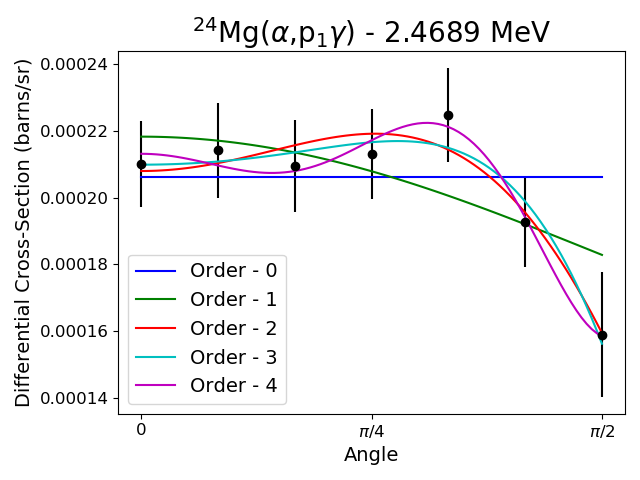 ²⁴Mg(α,p₁γ) - 2.4689 MeV
Differential Cross-Section (barns/sr)
0.00024
0.00022
0.00020
0.00018
0.00016
0.00014
Order - 0
Order - 1
Order - 2
Order - 3
Order - 4
0 π/4 π/2
Angle